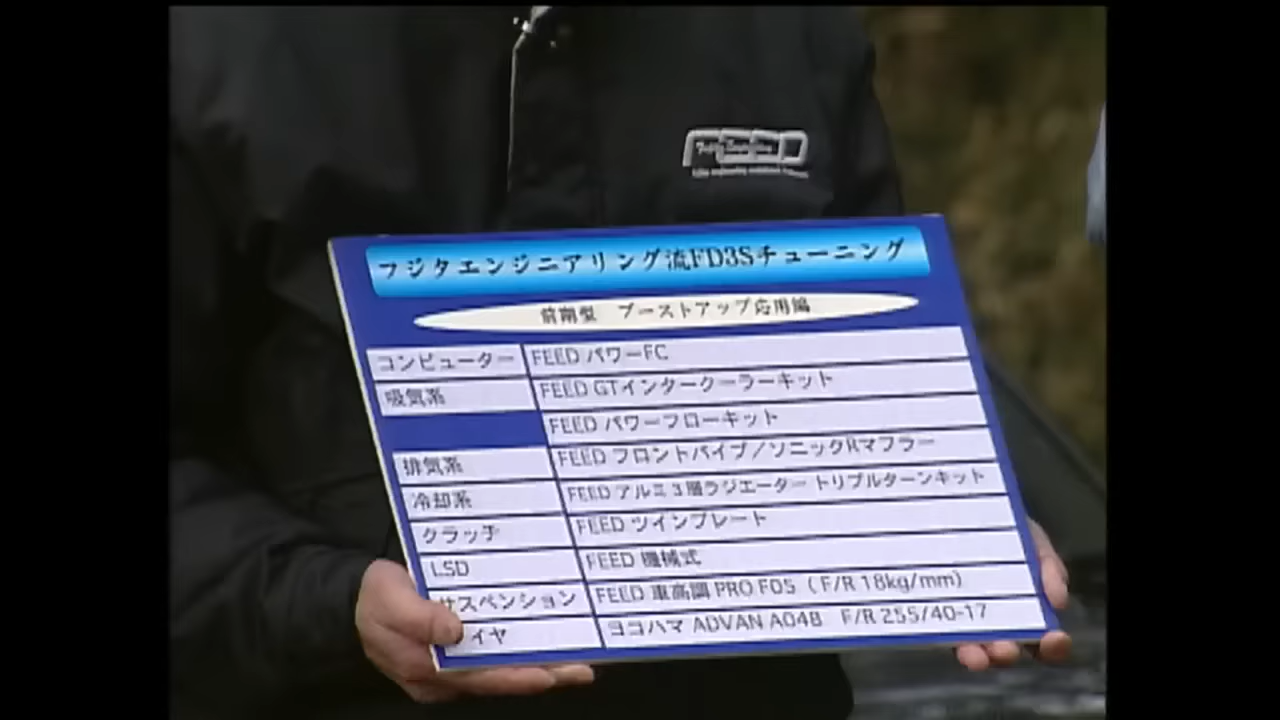 FEED
フジタエンジニアリング流FD3Sチューニング
前期型 ブーストアップ応用編
コンピューター FEED パワーFC
吸気系 FEED GTインタークーラーキット
FEED パワーフローキット
排気系 FEED フロントパイプ/ソニックRマフラー
冷却系 FEED アルミ3層ラジエーター トリプルターンキット
クラッチ FEED ツインプレート
LSD FEED 機械式
サスペンション FEED 車高調 PRO FDS (F/R 18kg/mm)
イヤ ヨコハマ ADVAN A048 F/R 255/40-17